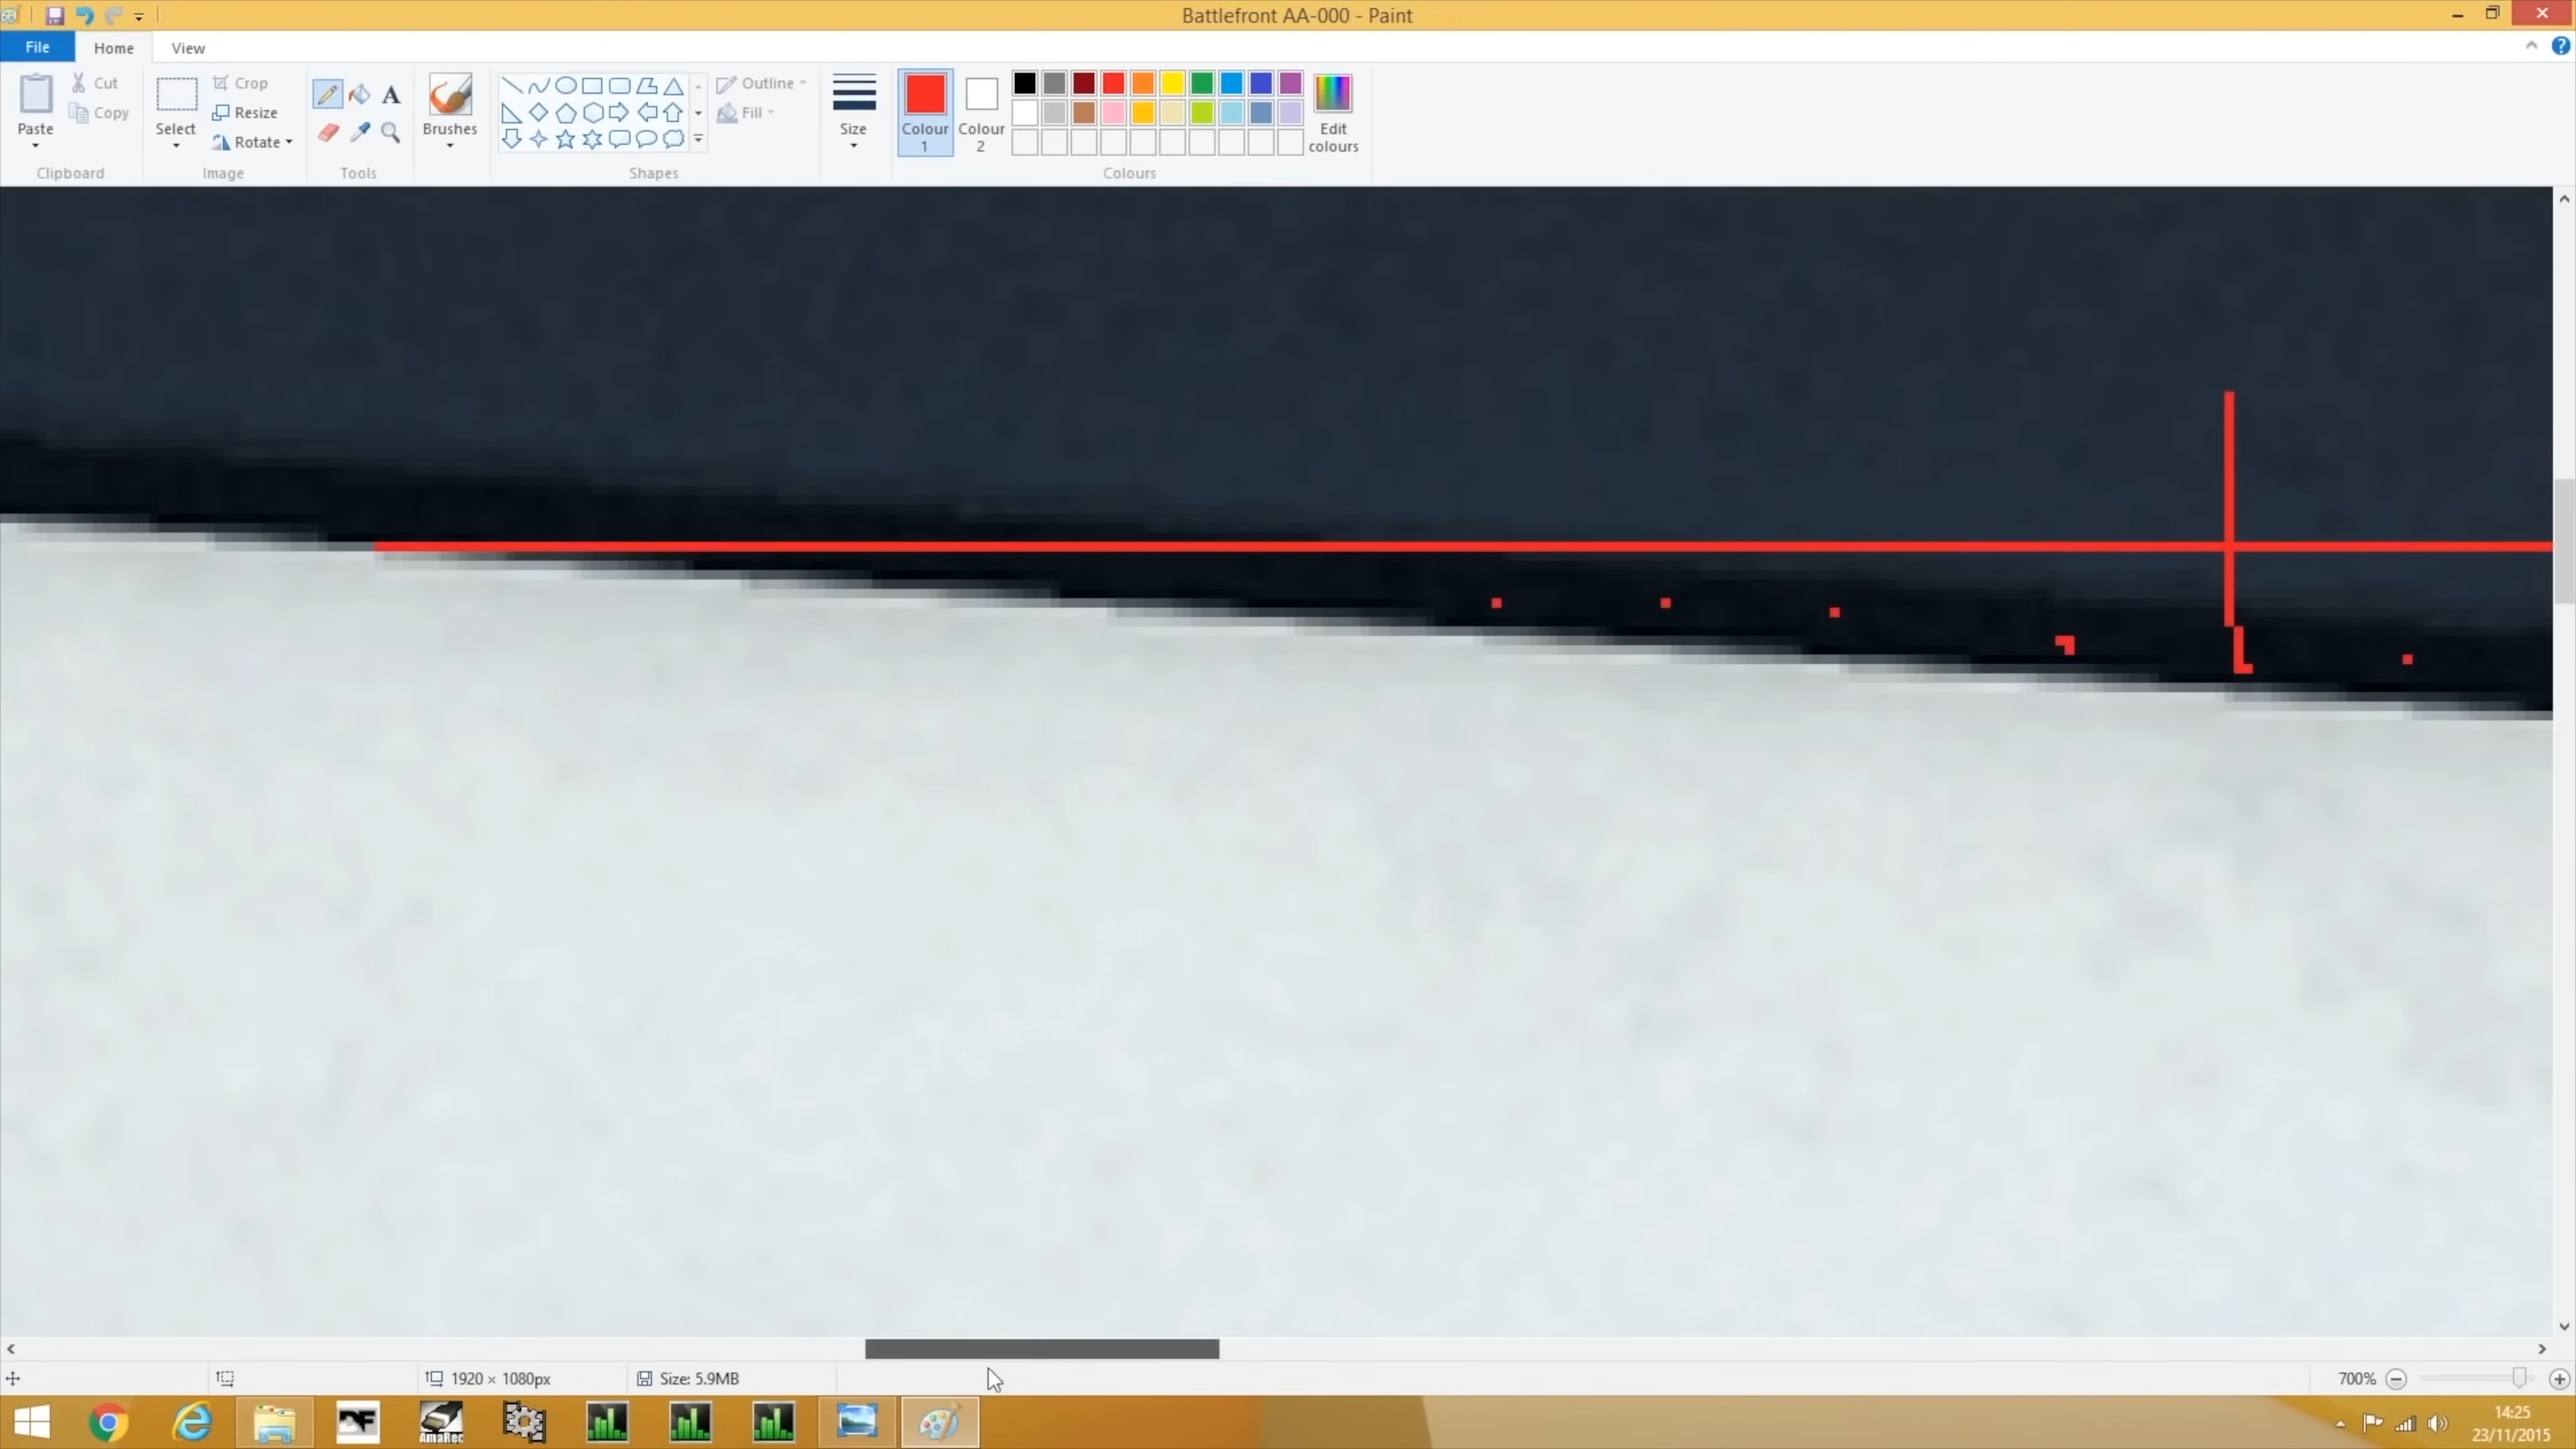 Battlefront AA-000 - Paint
File Home View
Paste
Cut
Copy
Clipboard
Select
Crop
Resize
Rotate
Image
A
Tools
Brushes
Outline
Fill
Shapes
Size
Colour 1
Colour 2
Edit colours
Colours
1920 × 1080px
Size: 5.9MB
700%
DF
AmaRec
14:25
23/11/2015